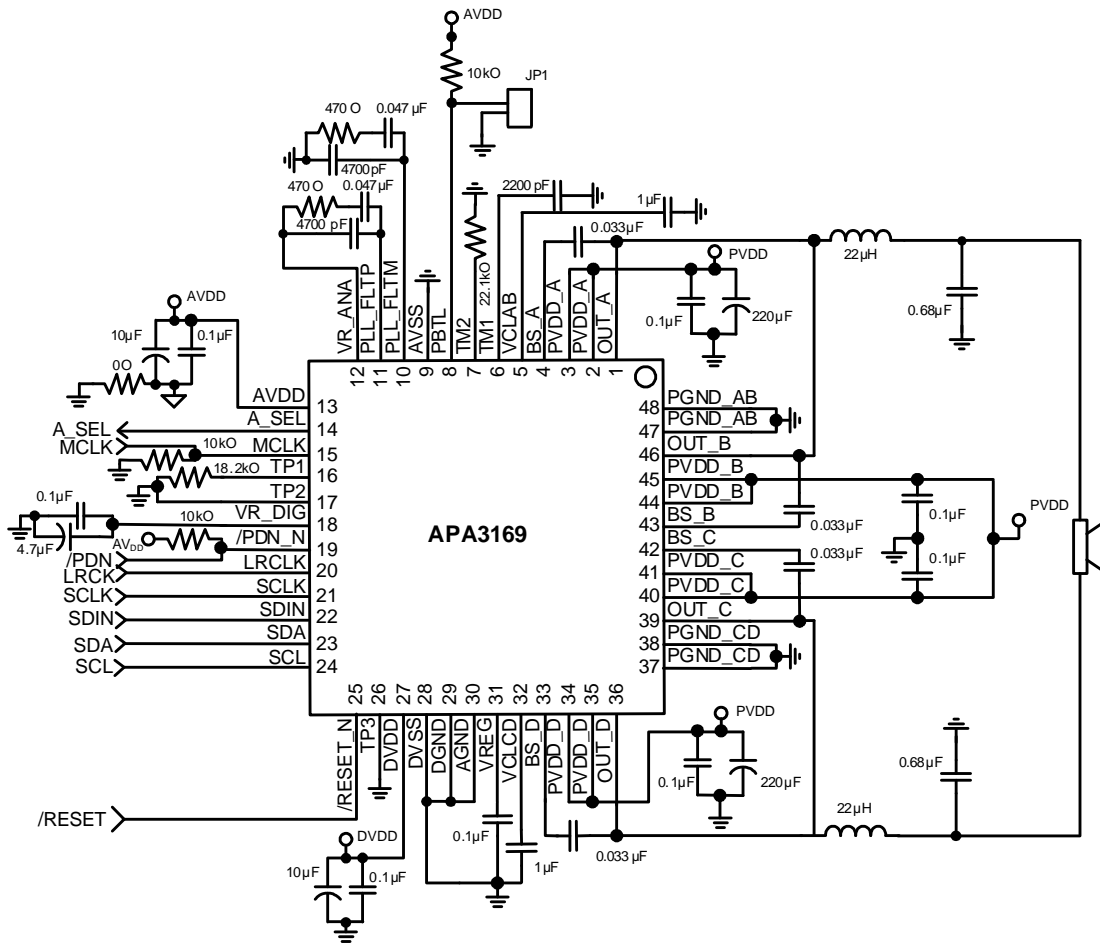 AVDD
10kO
JP1
470 O
0.047 µF
4700pF
470O
0.047µF
4700 pF
2200 pF
1µF
0.033µF
22.1kO
PVDD
0.1µF
220µF
22µH
0.68µF
VR_ANA
PLL_FLTP
PLL_FLTM
AVSS
PBTL
TM2
TM1
VCLAB
BS_A
PVDD_A
PVDD_A
OUT_A
12 11 10 9 8 7 6 5 4 3 2 1
AVDD
10µF
0.1µF
0O
AVDD 13
A_SEL A_SEL 14
MCLK 10kO MCLK 15
18.2kO TP1 16
TP2 17
0.1µF
4.7µF
VR_DIG 18
10kO
AVDD
/PDN /PDN_N 19
LRCK LRCLK 20
SCLK SCLK 21
SDIN SDIN 22
SDA SDA 23
SCL SCL 24
APA3169
48 PGND_AB
47 PGND_AB
46 OUT_B
45 PVDD_B
44 PVDD_B
43 BS_B
42 BS_C
41 PVDD_C
40 PVDD_C
39 OUT_C
38 PGND_CD
37 PGND_CD
0.033µF
0.033µF
0.1µF
0.1µF
PVDD
25 26 27 28 29 30 31 32 33 34 35 36
/RESET_N
TP3
DVDD
DVSS
DGND
AGND
VREG
VCLCD
BS_D
PVDD_D
PVDD_D
OUT_D
/RESET
DVDD
10µF
0.1µF
0.1µF
1µF
0.033 µF
PVDD
0.1µF
220µF
22µH
0.68µF